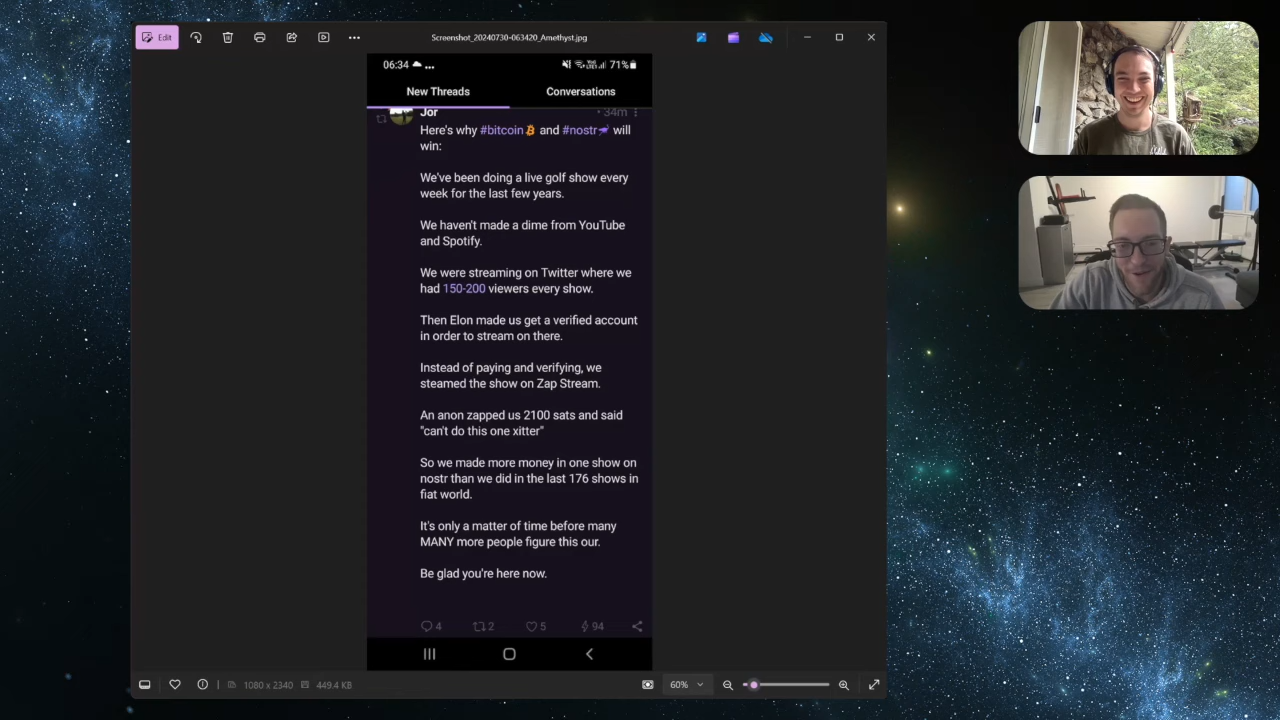 Edit
Screenshot_20240730-063420_Amethyst.jpg
06:34
71%
New Threads
Conversations
Jor
• 34m
Here's why #bitcoin and #nostr will
win:
We've been doing a live golf show every
week for the last few years.
We haven't made a dime from YouTube
and Spotify.
We were streaming on Twitter where we
had 150-200 viewers every show.
Then Elon made us get a verified account
in order to stream on there.
Instead of paying and verifying, we
steamed the show on Zap Stream.
An anon zapped us 2100 sats and said
"can't do this one xitter"
So we made more money in one show on
nostr than we did in the last 176 shows in
fiat world.
It's only a matter of time before many
MANY more people figure this our.
Be glad you're here now.
4
2
5
94
1080 x 2340
449.4 KB
60%